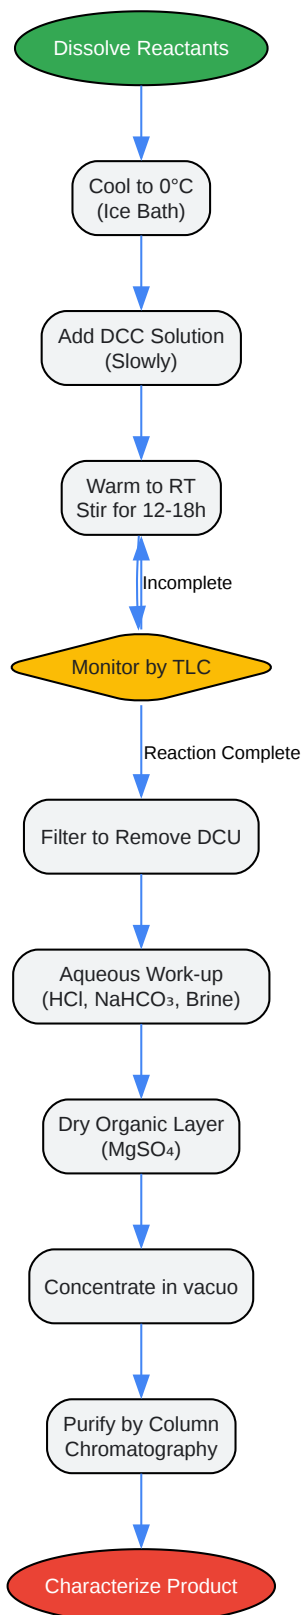 Dissolve Reactants
Cool to 0°C
(Ice Bath)
Add DCC Solution
(Slowly)
Warm to RT
Stir for 12-18h
Incomplete
Monitor by TLC
Reaction Complete
Filter to Remove DCU
Aqueous Work-up
(HCl, NaHCO₃, Brine)
Dry Organic Layer
(MgSO₄)
Concentrate in vacuo
Purify by Column
Chromatography
Characterize Product